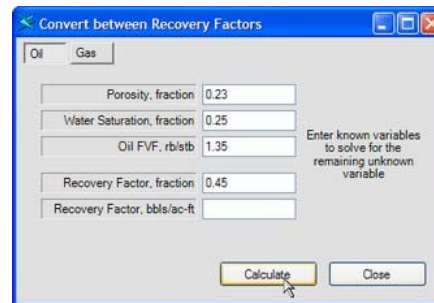 Convert between Recovery Factors
Oil Gas
Porosity, fraction 0.23
Water Saturation, fraction 0.25
Oil FVF, rb/stb 1.35
Enter known variables
to solve for the
remaining unknown
variable
Recovery Factor, fraction 0.45
Recovery Factor, bbls/ac-ft
Calculate Close